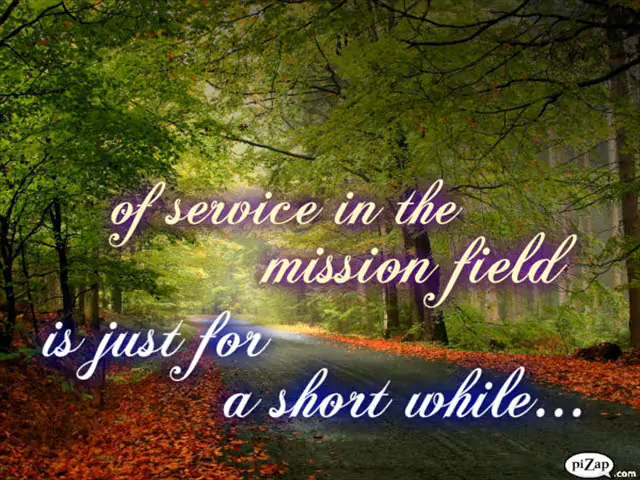 of service in the
mission field
is just for
a short while...
piZap
.com